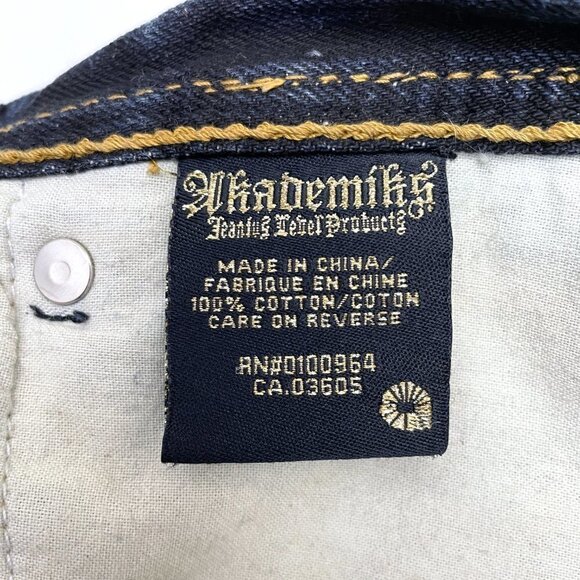 Akademiks
Jeanius Level Products
MADE IN CHINA/
FABRIQUE EN CHINE
100% COTTON/COTON
CARE ON REVERSE
RN#0100964
CA.03605